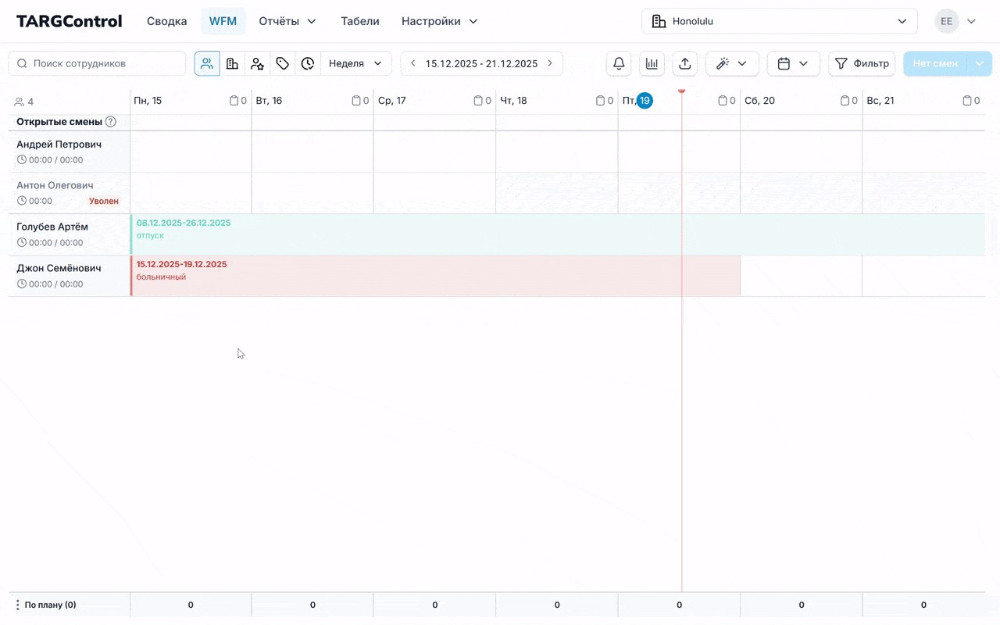 TARGControl Сводка WFM Отчёты Табели Настройки Honolulu EE
Поиск сотрудников Неделя 15.12.2025 - 21.12.2025 Фильтр Нет смен
4 Пн, 15 0 Вт, 16 0 Ср, 17 0 Чт, 18 0 Пт, 19 0 Сб, 20 0 Вс, 21 0
Открытые смены ?
Андрей Петрович
00:00 / 00:00
Антон Олегович
00:00 Уволен
Голубев Артём
00:00 / 00:00
08.12.2025-26.12.2025
отпуск
Джон Семёнович
00:00 / 00:00
15.12.2025-19.12.2025
больничный
По плану (0) 0 0 0 0 0 0 0